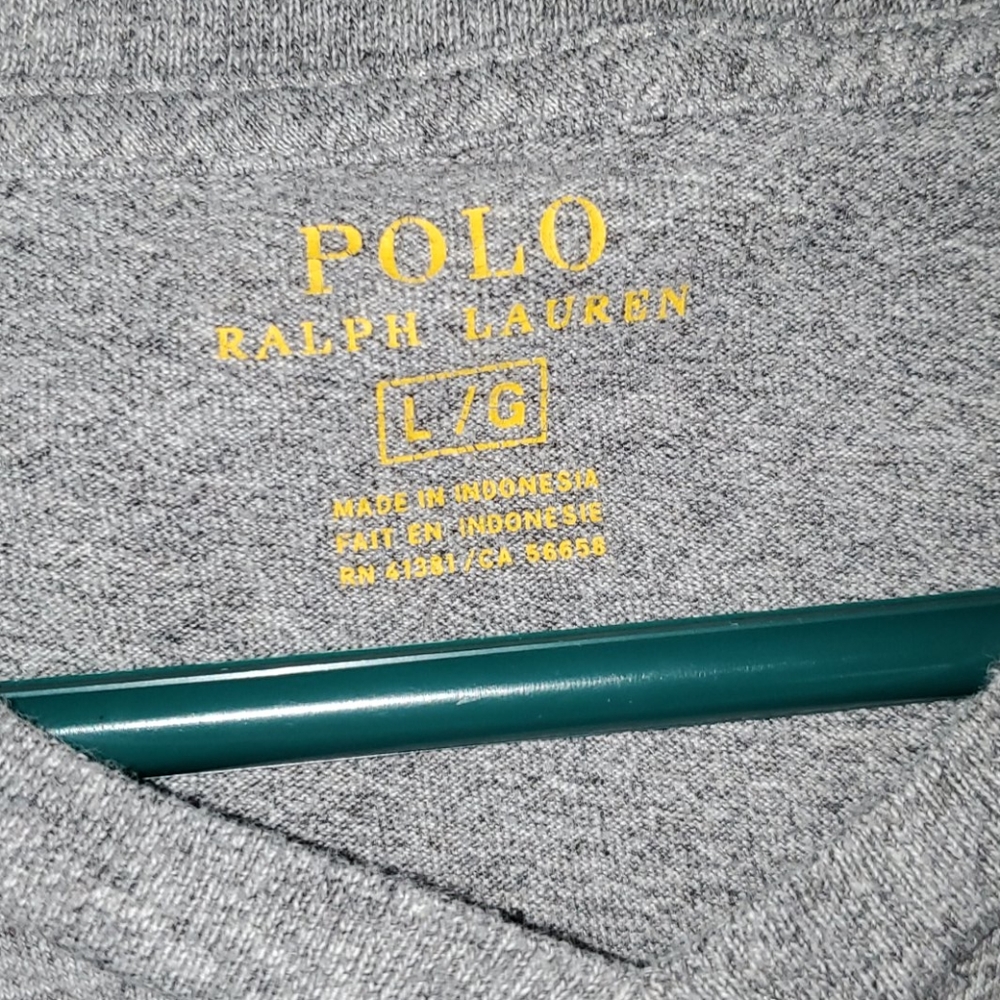 POLO
RALPH LAUREN
L/G
MADE IN INDONESIA
FAIT EN INDONESIE
RN 41381/CA 56658